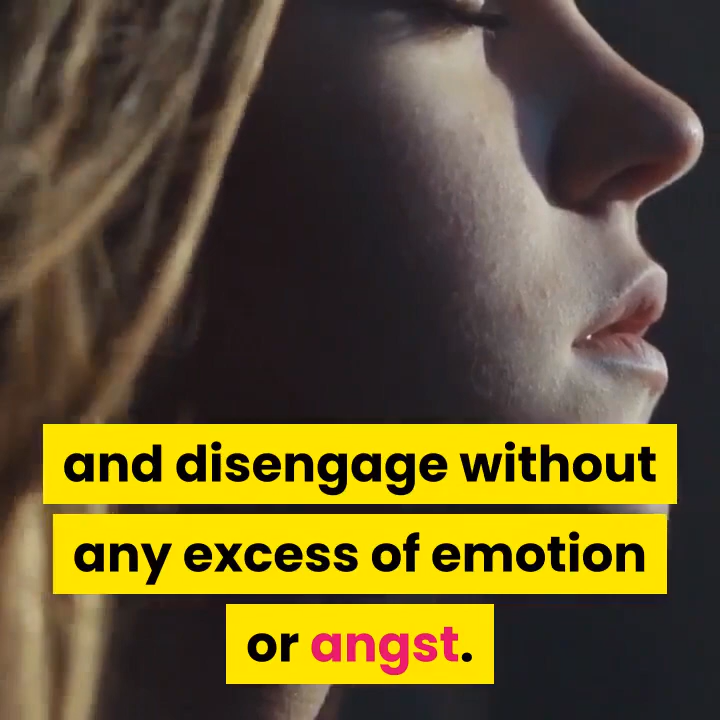 and disengage without
any excess of emotion
or angst.